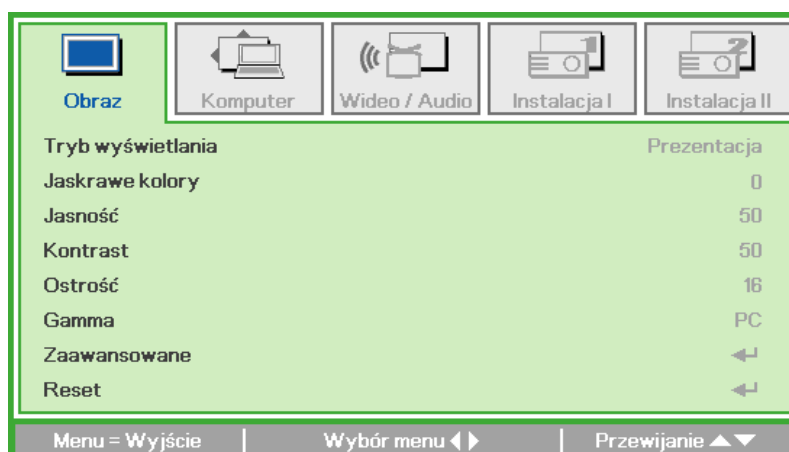 Obraz Komputer Wideo / Audio Instalacja I Instalacja II
Tryb wyświetlania Prezentacja
Jaskrawe kolory 0
Jasność 50
Kontrast 50
Ostrość 16
Gamma PC
Zaawansowane
Reset
Menu = Wyjście Wybór menu Przewijanie